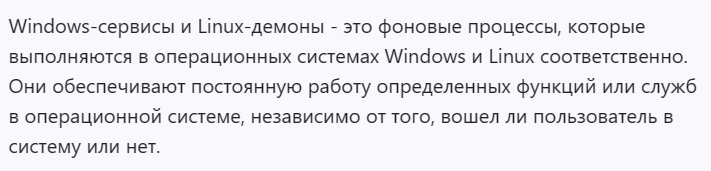 Windows-сервисы и Linux-демоны - это фоновые процессы, которые
выполняются в операционных системах Windows и Linux соответственно.
Они обеспечивают постоянную работу определенных функций или служб
в операционной системе, независимо от того, вошел ли пользователь в
систему или нет.